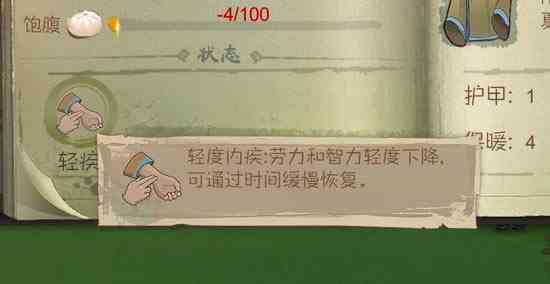 饱腹
-4/100
状态
护甲：1
保暖：4
轻疾
轻度内疾:劳力和智力轻度下降,
可通过时间缓慢恢复。